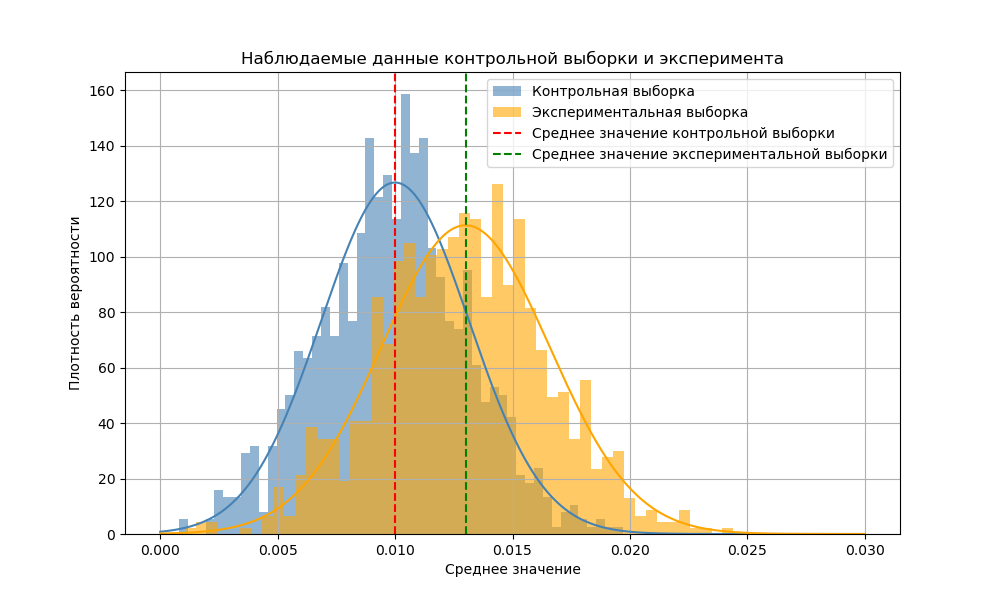 Наблюдаемые данные контрольной выборки и эксперимента
Контрольная выборка
Экспериментальная выборка
Среднее значение контрольной выборки
Среднее значение экспериментальной выборки
Плотность вероятности
160
140
120
100
80
60
40
20
0
0.000 0.005 0.010 0.015 0.020 0.025 0.030
Среднее значение